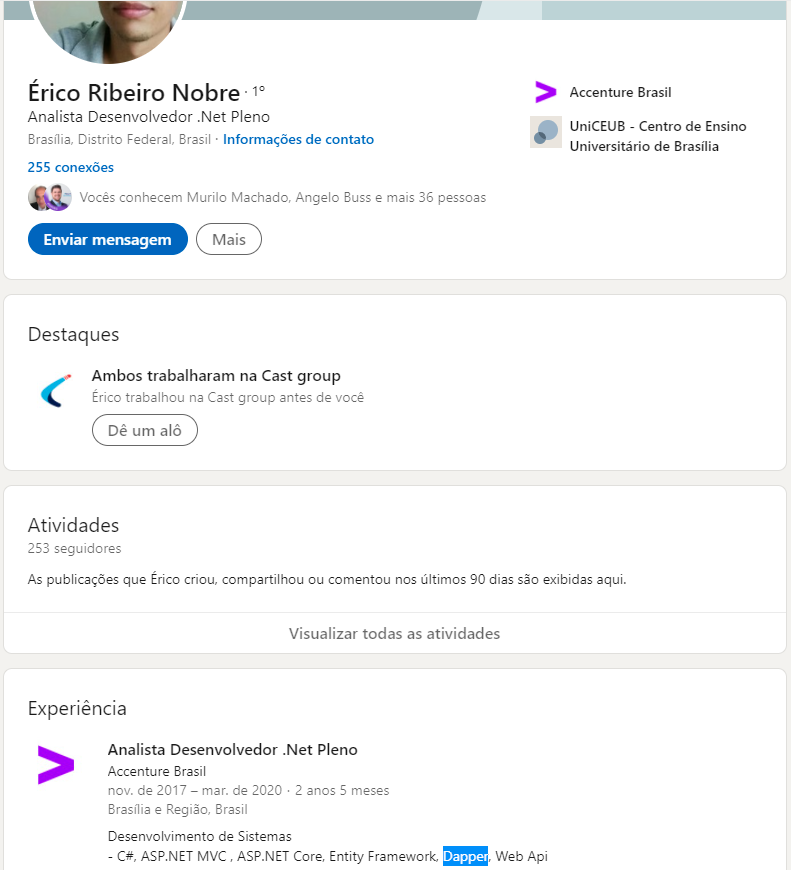 Érico Ribeiro Nobre · 1º
Analista Desenvolvedor .Net Pleno
Brasília, Distrito Federal, Brasil · Informações de contato
255 conexões
Vocês conhecem Murilo Machado, Angelo Buss e mais 36 pessoas
Enviar mensagem
Mais
Accenture Brasil
UniCEUB - Centro de Ensino
Universitário de Brasília
Destaques
Ambos trabalharam na Cast group
Érico trabalhou na Cast group antes de você
Dê um alô
Atividades
253 seguidores
As publicações que Érico criou, compartilhou ou comentou nos últimos 90 dias são exibidas aqui.
Visualizar todas as atividades
Experiência
Analista Desenvolvedor .Net Pleno
Accenture Brasil
nov. de 2017 – mar. de 2020 · 2 anos 5 meses
Brasília e Região, Brasil
Desenvolvimento de Sistemas
- C#, ASP.NET MVC , ASP.NET Core, Entity Framework, Dapper, Web Api